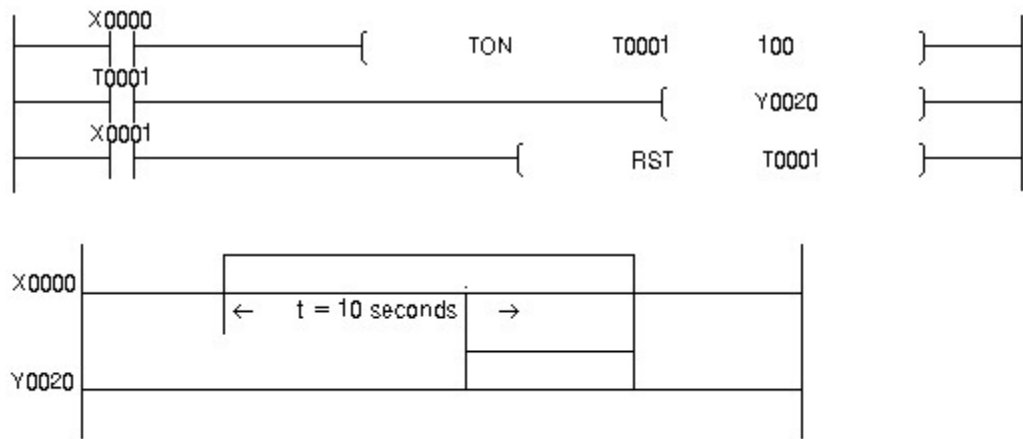 X0000
TON T0001 100
T0001
Y0020
X0001
RST T0001
X0000
← t = 10 seconds →
Y0020